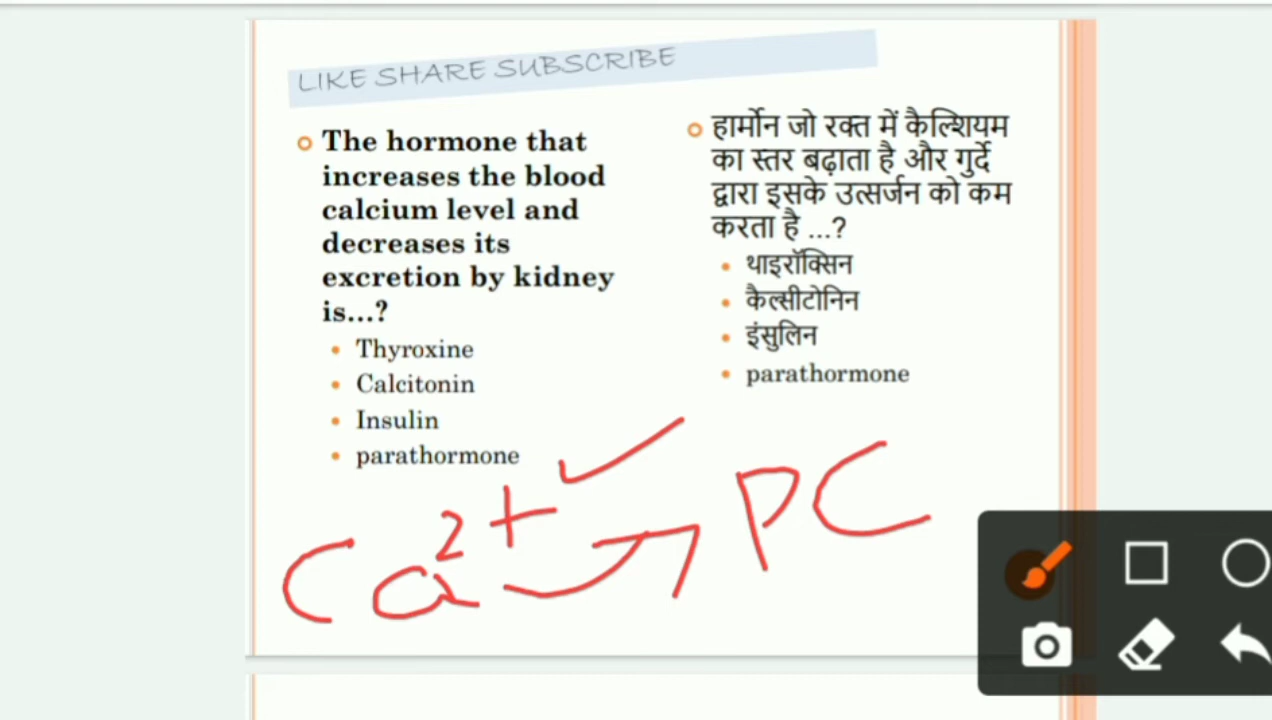 LIKE SHARE SUBSCRIBE
The hormone that
increases the blood
calcium level and
decreases its
excretion by kidney
is...?
Thyroxine
Calcitonin
Insulin
parathormone
हार्मोन जो रक्त में कैल्शियम
का स्तर बढ़ाता है और गुर्दे
द्वारा इसके उत्सर्जन को कम
करता है ...?
थाइरॉक्सिन
कैल्सीटोनिन
इंसुलिन
parathormone
Ca2+ → PC